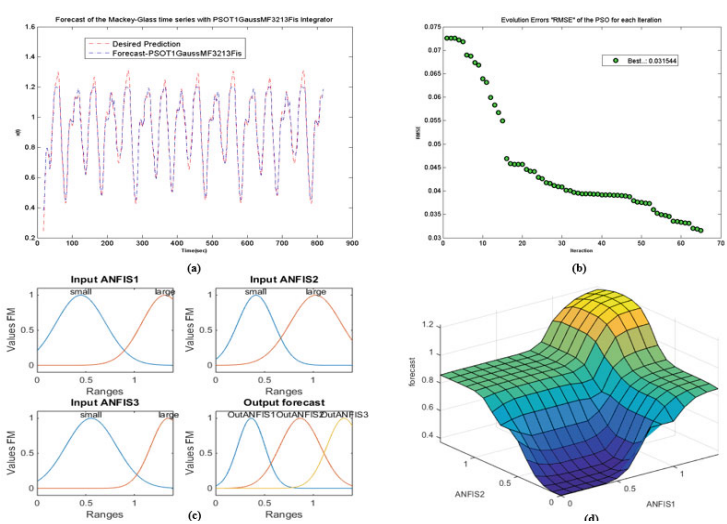 Forecast of the Mackey-Glass time series with PSOT1GaussMF3213Fis Integrator
1.6
1.4
1.2
1
0.8
0.6
0.4
0.2
x(t)
Desired Prediction
Forecast-PSOT1GaussMF3213Fis
0 100 200 300 400 500 600 700 800 900
Time(sec)
(a)
Evolution Errors "RMSE" of the PSO for each Iteration
0.075
0.07
0.065
0.06
0.055
0.05
0.045
0.04
0.035
0.03
RMSE
Best..: 0.031544
0 10 20 30 40 50 60 70 80
Iteraction
(b)
Input ANFIS1
small large
1
0.5
0
Values FM
0 0.5 1
Ranges
Input ANFIS2
small large
1
0.5
0
Values FM
0 0.5 1
Ranges
Input ANFIS3
small large
1
0.5
0
Values FM
0 0.5 1
Ranges
Output forecast
OutANFIS1 OutANFIS2 OutANFIS3
1
0.5
0
Values FM
0 0.5 1
Ranges
(c)
1.2
1
0.8
0.6
0.4
forecast
1
0.5
0
ANFIS2
0
0.5
1
ANFIS1
(d)